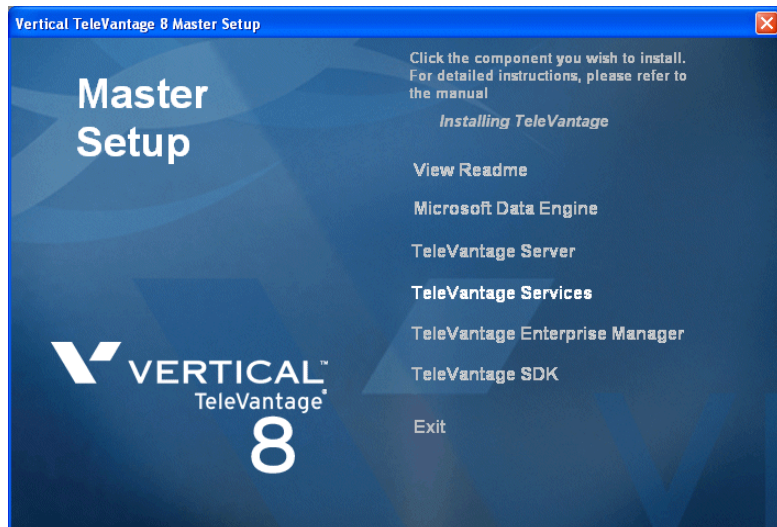 Vertical TeleVantage 8 Master Setup
Master
Setup
Click the component you wish to install.
For detailed instructions, please refer to
the manual
Installing TeleVantage
View Readme
Microsoft Data Engine
TeleVantage Server
TeleVantage Services
TeleVantage Enterprise Manager
TeleVantage SDK
Exit
VERTICAL™
TeleVantage®
8